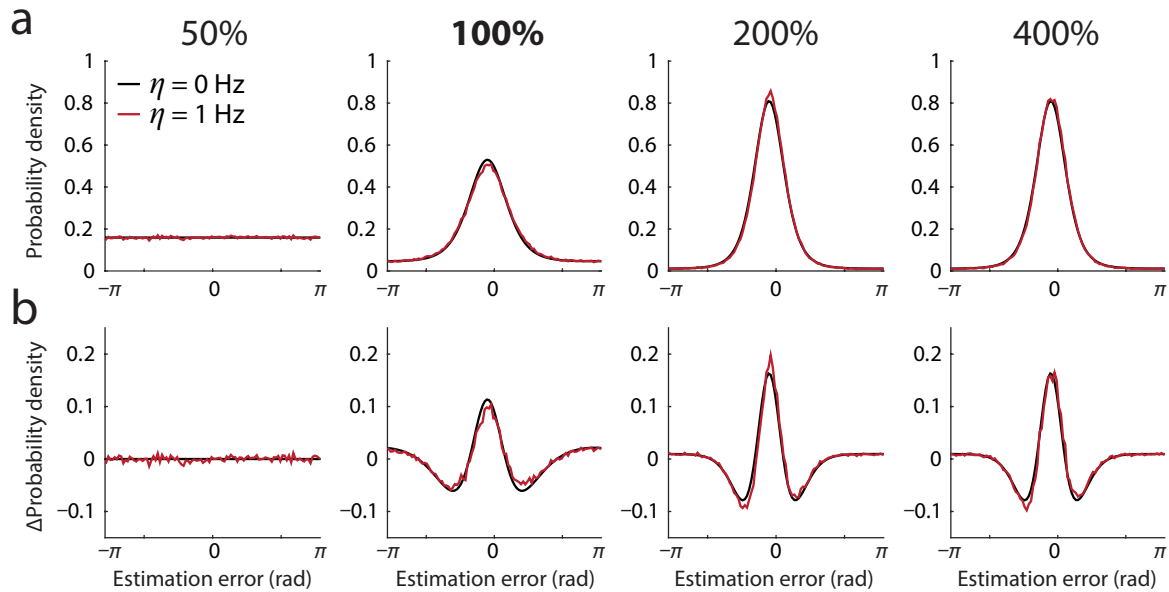 a
50% 100% 200% 400%
Probability density
1 1 1 1
η = 0 Hz
η = 1 Hz
0.8 0.8 0.8 0.8
0.6 0.6 0.6 0.6
0.4 0.4 0.4 0.4
0.2 0.2 0.2 0.2
0 0 0 0
−π 0 π −π 0 π −π 0 π −π 0 π
b
ΔProbability density
0.2 0.2 0.2 0.2
0.1 0.1 0.1 0.1
0 0 0 0
−0.1 −0.1 −0.1 −0.1
−π 0 π −π 0 π −π 0 π −π 0 π
Estimation error (rad) Estimation error (rad) Estimation error (rad) Estimation error (rad)